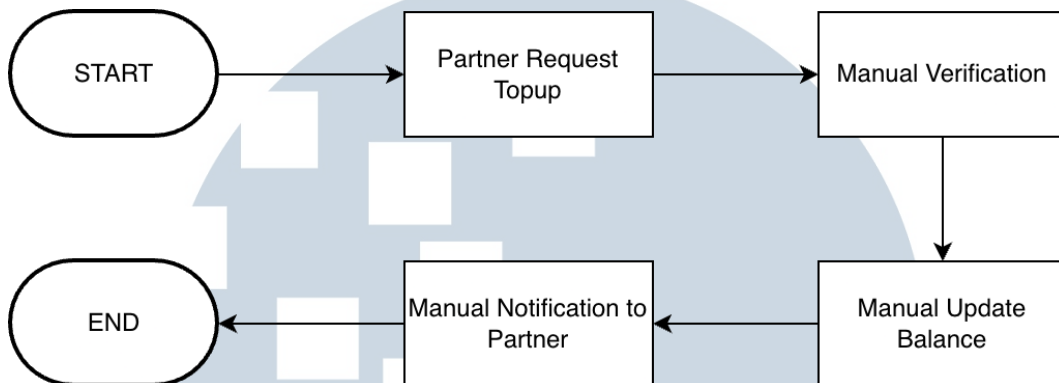 START
Partner Request
Topup
Manual Verification
Manual Update
Balance
Manual Notification to
Partner
END